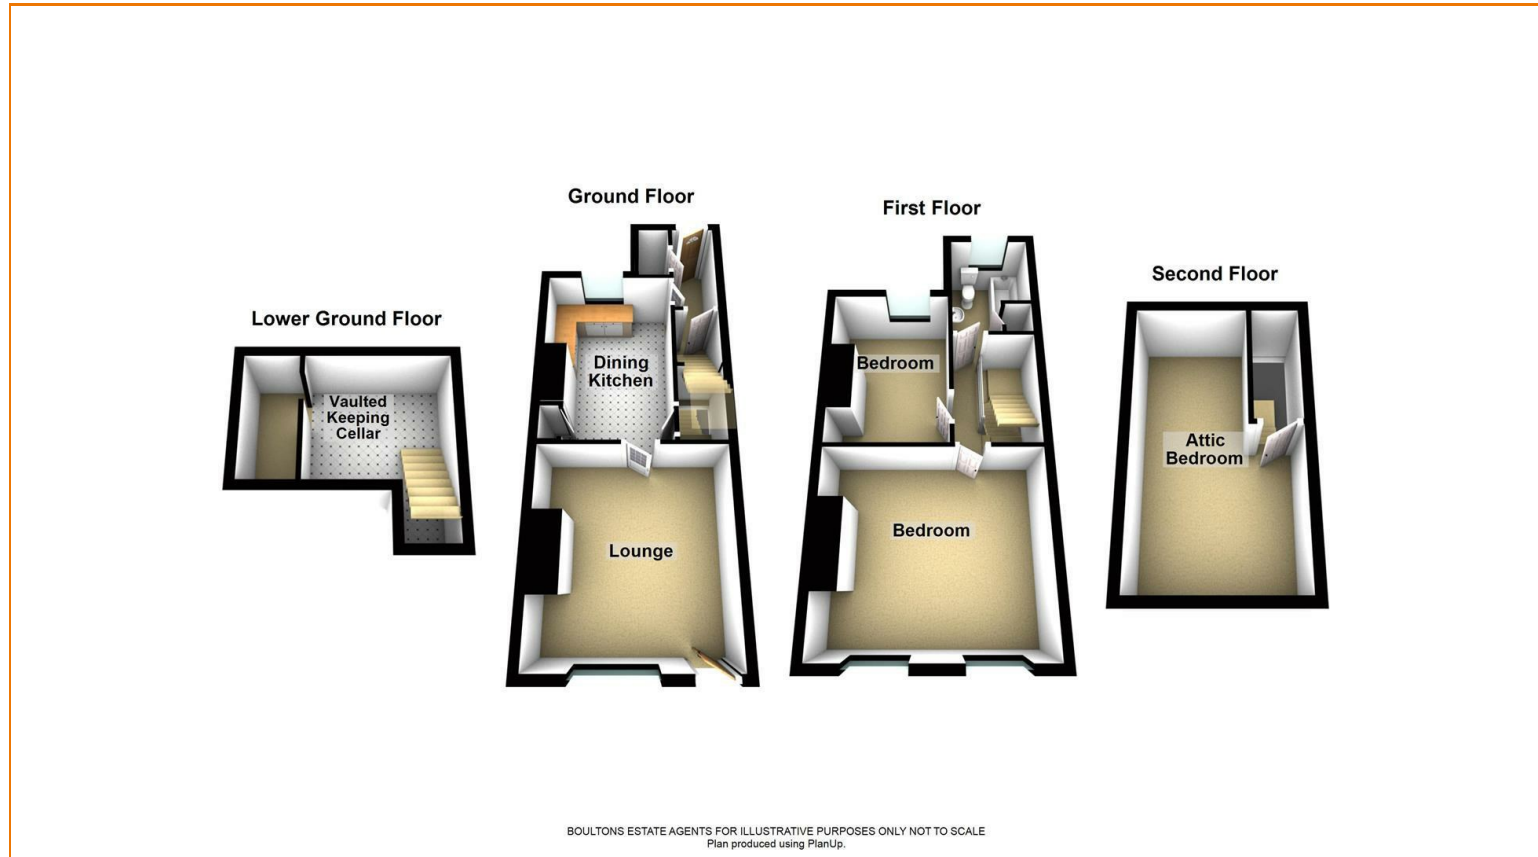 Ground Floor
First Floor
Second Floor
Lower Ground Floor
Vaulted
Keeping
Cellar
Dining
Kitchen
Lounge
Bedroom
Bedroom
Attic
Bedroom
BOULTONS ESTATE AGENTS FOR ILLUSTRATIVE PURPOSES ONLY NOT TO SCALE
Plan produced using PlanUp.